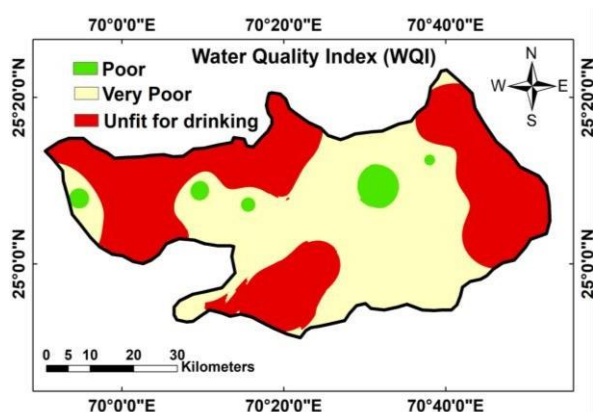 70°0'0"E 70°20'0"E 70°40'0"E
Water Quality Index (WQI)
Poor
Very Poor
Unfit for drinking
N
W E
S
25°20'0"N 25°20'0"N
25°0'0"N 25°0'0"N
0 5 10 20 30
Kilometers
70°0'0"E 70°20'0"E 70°40'0"E